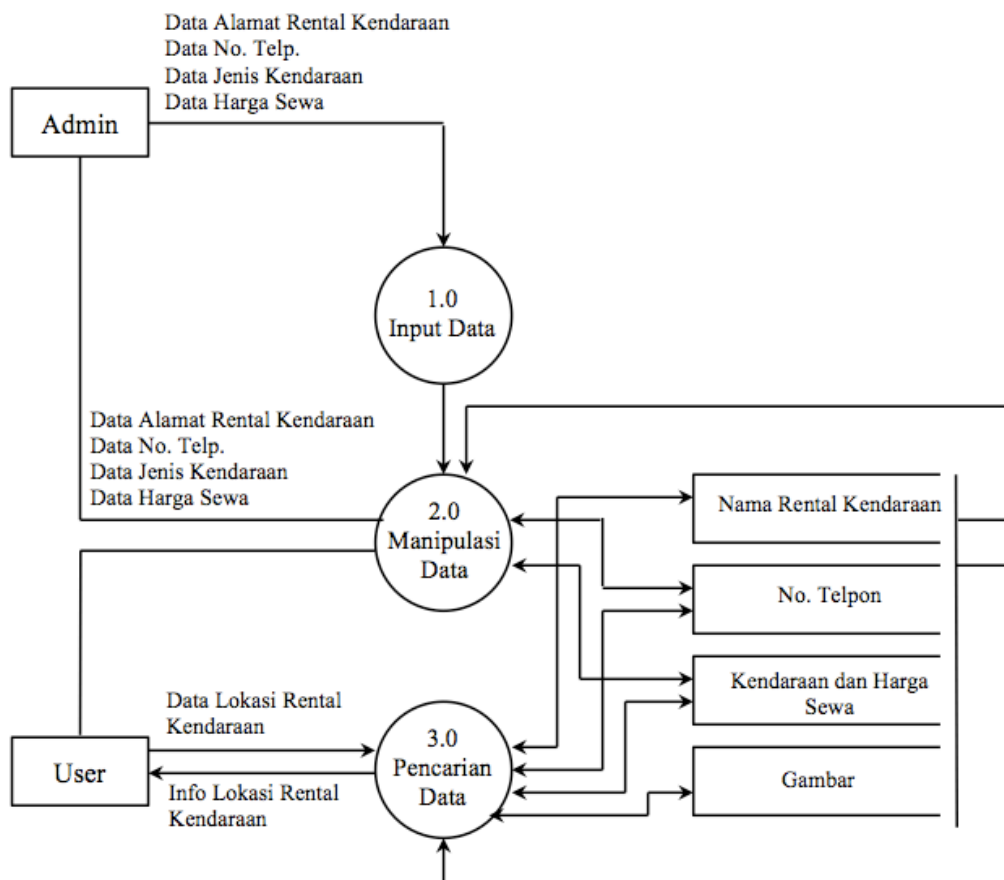 Data Alamat Rental Kendaraan
Data No. Telp.
Data Jenis Kendaraan
Data Harga Sewa
Admin
1.0
Input Data
Data Alamat Rental Kendaraan
Data No. Telp.
Data Jenis Kendaraan
Data Harga Sewa
2.0
Manipulasi
Data
Nama Rental Kendaraan
No. Telpon
Kendaraan dan Harga
Sewa
Gambar
Data Lokasi Rental
Kendaraan
User
Info Lokasi Rental
Kendaraan
3.0
Pencarian
Data